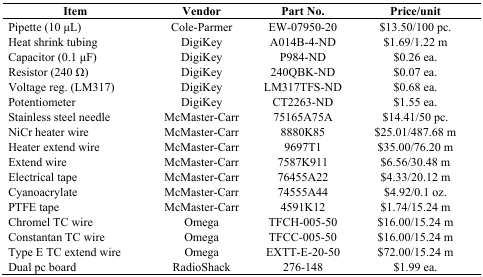 Item Vendor Part No. Price/unit
Pipette (10 μL) Cole-Parmer EW-07950-20 $13.50/100 pc.
Heat shrink tubing DigiKey A014B-4-ND $1.69/1.22 m
Capacitor (0.1 μF) DigiKey P984-ND $0.26 ea.
Resistor (240 Ω) DigiKey 240QBK-ND $0.07 ea.
Voltage reg. (LM317) DigiKey LM317TFS-ND $0.68 ea.
Potentiometer DigiKey CT2263-ND $1.55 ea.
Stainless steel needle McMaster-Carr 75165A75A $14.41/50 pc.
NiCr heater wire McMaster-Carr 8880K85 $25.01/487.68 m
Heater extend wire McMaster-Carr 9697T1 $35.00/76.20 m
Extend wire McMaster-Carr 7587K911 $6.56/30.48 m
Electrical tape McMaster-Carr 76455A22 $4.33/20.12 m
Cyanoacrylate McMaster-Carr 74555A44 $4.92/0.1 oz.
PTFE tape McMaster-Carr 4591K12 $1.74/15.24 m
Chromel TC wire Omega TFCH-005-50 $16.00/15.24 m
Constantan TC wire Omega TFCC-005-50 $16.00/15.24 m
Type E TC extend wire Omega EXTT-E-20-50 $72.00/15.24 m
Dual pc board RadioShack 276-148 $1.99 ea.